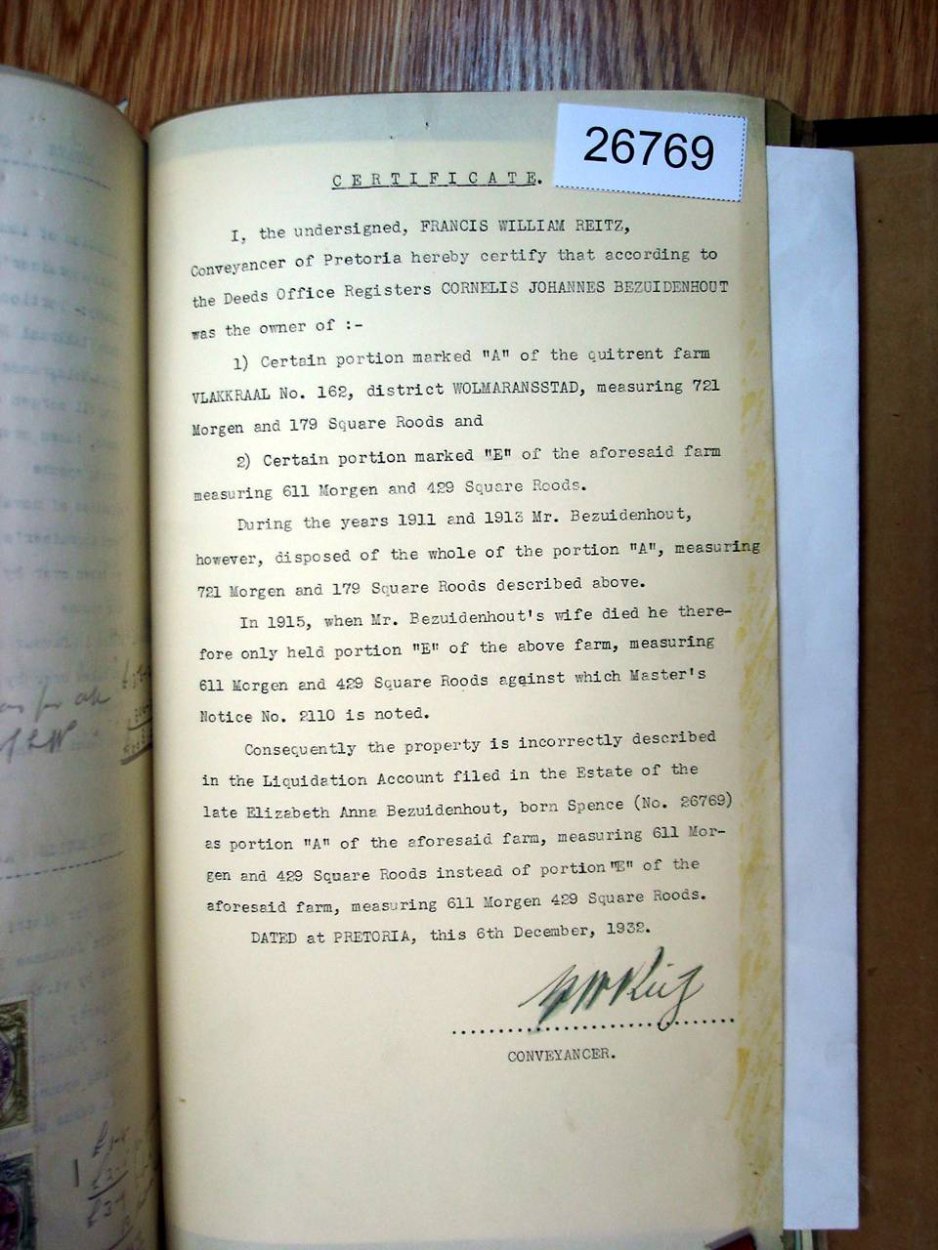 26769
CERTIFICATE.
I, the undersigned, FRANCIS WILLIAM REITZ,
Conveyancer of Pretoria hereby certify that according to
the Deeds Office Registers CORNELIS JOHANNES BEZUIDENHOUT
was the owner of :-
1) Certain portion marked "A" of the quitrent farm
VLAKKRAAL No. 162, district WOLMARANSSTAD, measuring 721
Morgen and 179 Square Roods and
2) Certain portion marked "E" of the aforesaid farm
measuring 611 Morgen and 429 Square Roods.
During the years 1911 and 1913 Mr. Bezuidenhout,
however, disposed of the whole of the portion "A", measuring
721 Morgen and 179 Square Roods described above.
In 1915, when Mr. Bezuidenhout's wife died he there-
fore only held portion "E" of the above farm, measuring
611 Morgen and 429 Square Roods against which Master's
Notice No. 2110 is noted.
Consequently the property is incorrectly described
in the Liquidation Account filed in the Estate of the
late Elizabeth Anna Bezuidenhout, born Spence (No. 26769)
as portion "A" of the aforesaid farm, measuring 611 Mor-
gen and 429 Square Roods instead of portion "E" of the
aforesaid farm, measuring 611 Morgen 429 Square Roods.
DATED at PRETORIA, this 6th December, 1932.
FW Reitz
CONVEYANCER.